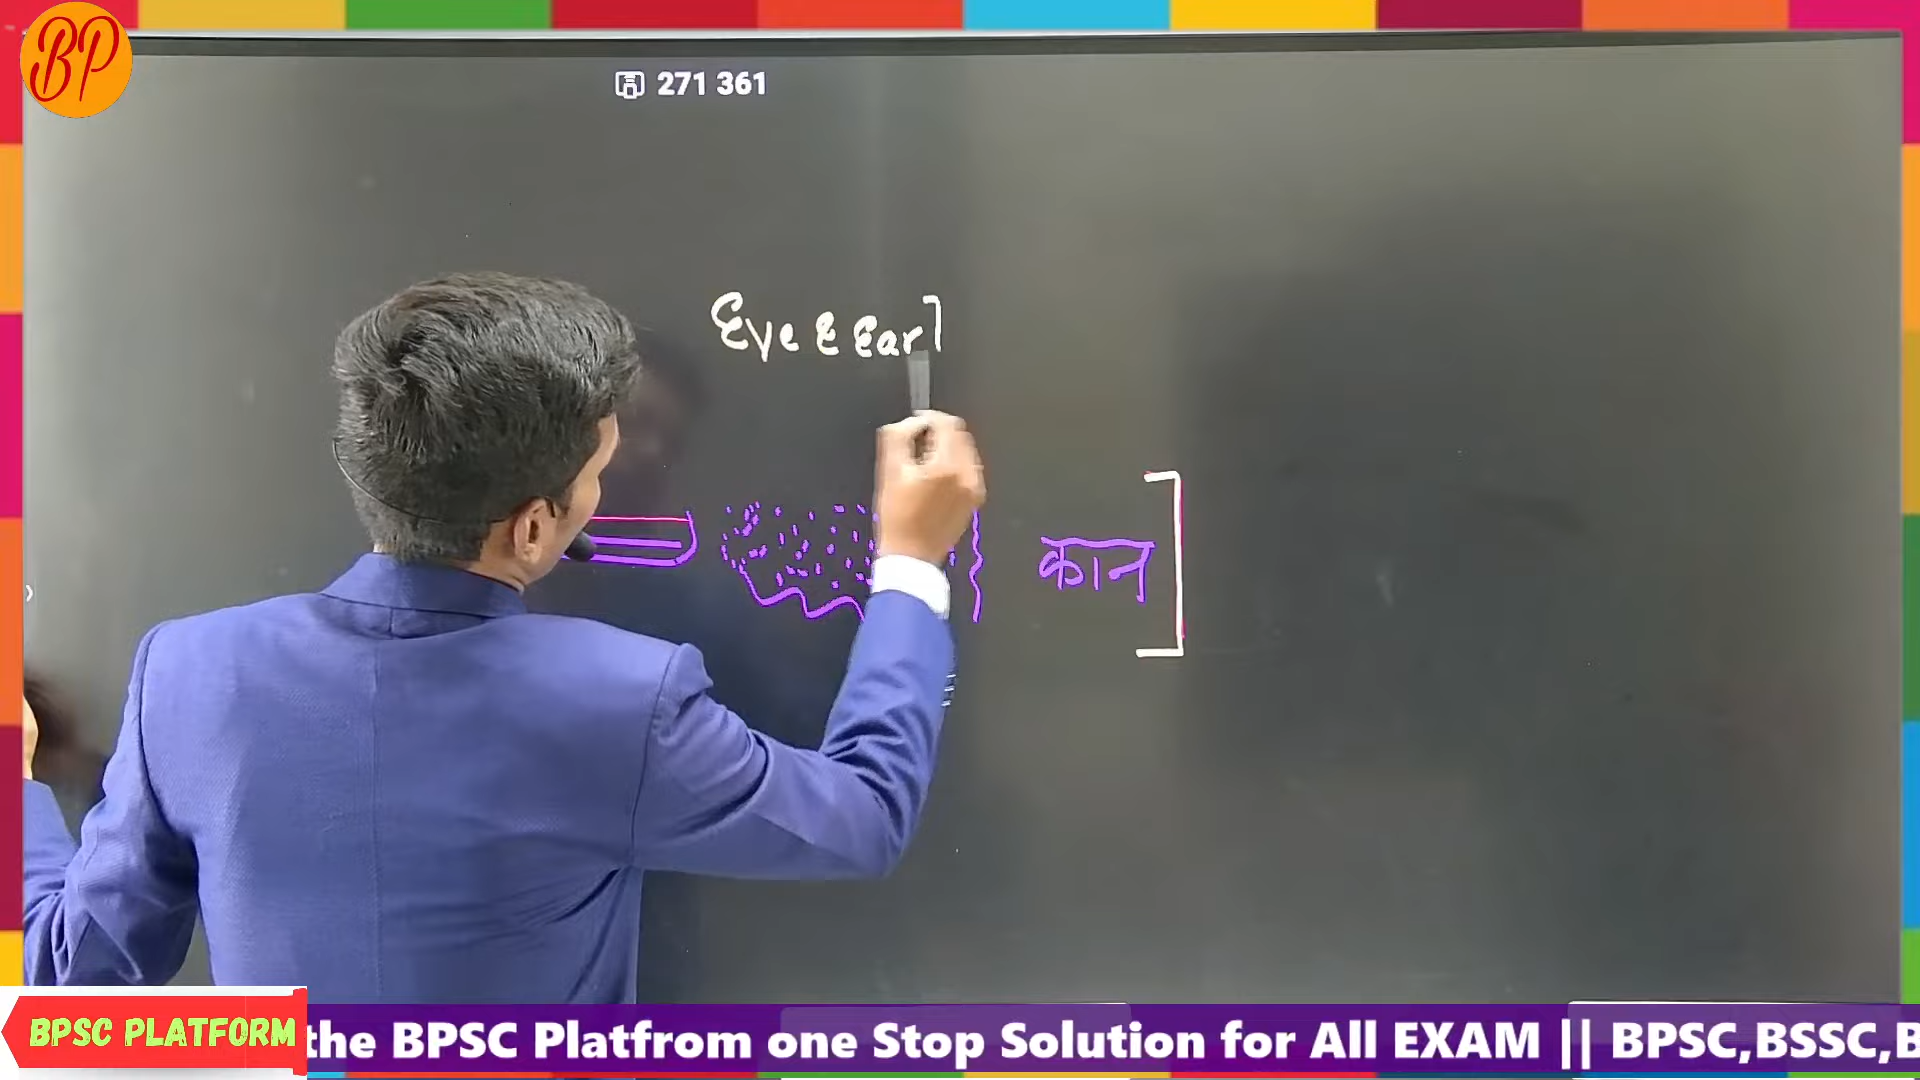 BP
271 361
Eye & Ear]
कान
BPSC PLATFORM
the BPSC Platfrom one Stop Solution for All EXAM || BPSC,BSSC,B